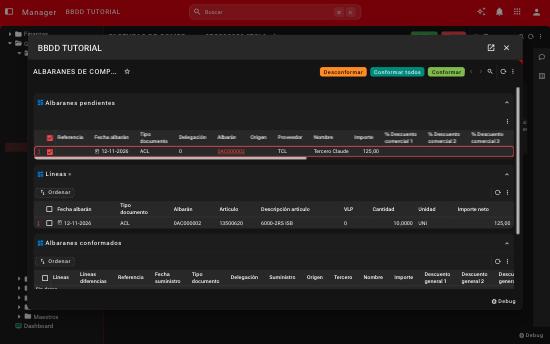 Manager BBDD TUTORIAL Buscar
BBDD TUTORIAL
ALBARANES DE COMP... Desconformar Conformar todos Conformar
Albaranes pendientes
Referencia Fecha albarán Tipo documento Delegación Albarán Origen Proveedor Nombre Importe % Descuento comercial 1 % Descuento comercial 2 % Descuento comercial 3
1 12-11-2026 ACL 0 0AC000002 TCL Tercero Claude 125,00
Líneas
Ordenar
Fecha albarán Tipo documento Albarán Artículo Descripción artículo VLP Cantidad Unidad Importe neto
1 12-11-2026 ACL 0AC000002 13500620 6000-2RS ISB 0 10,0000 UNI 125,00
Albaranes conformados
Ordenar
Líneas Líneas diferencias Referencia Fecha suministro Tipo documento Delegación Suministro Origen Tercero Nombre Importe Descuento general 1 Descuento general 2
Debug
Maestros
Dashboard
Debug